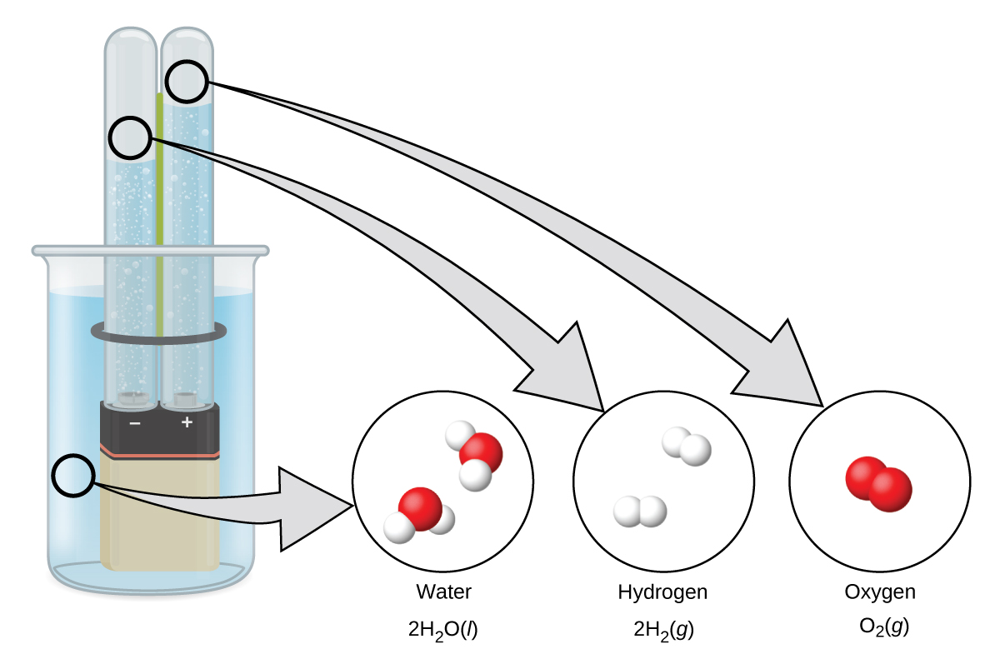 − +
Water
2H₂O(l)
Hydrogen
2H₂(g)
Oxygen
O₂(g)